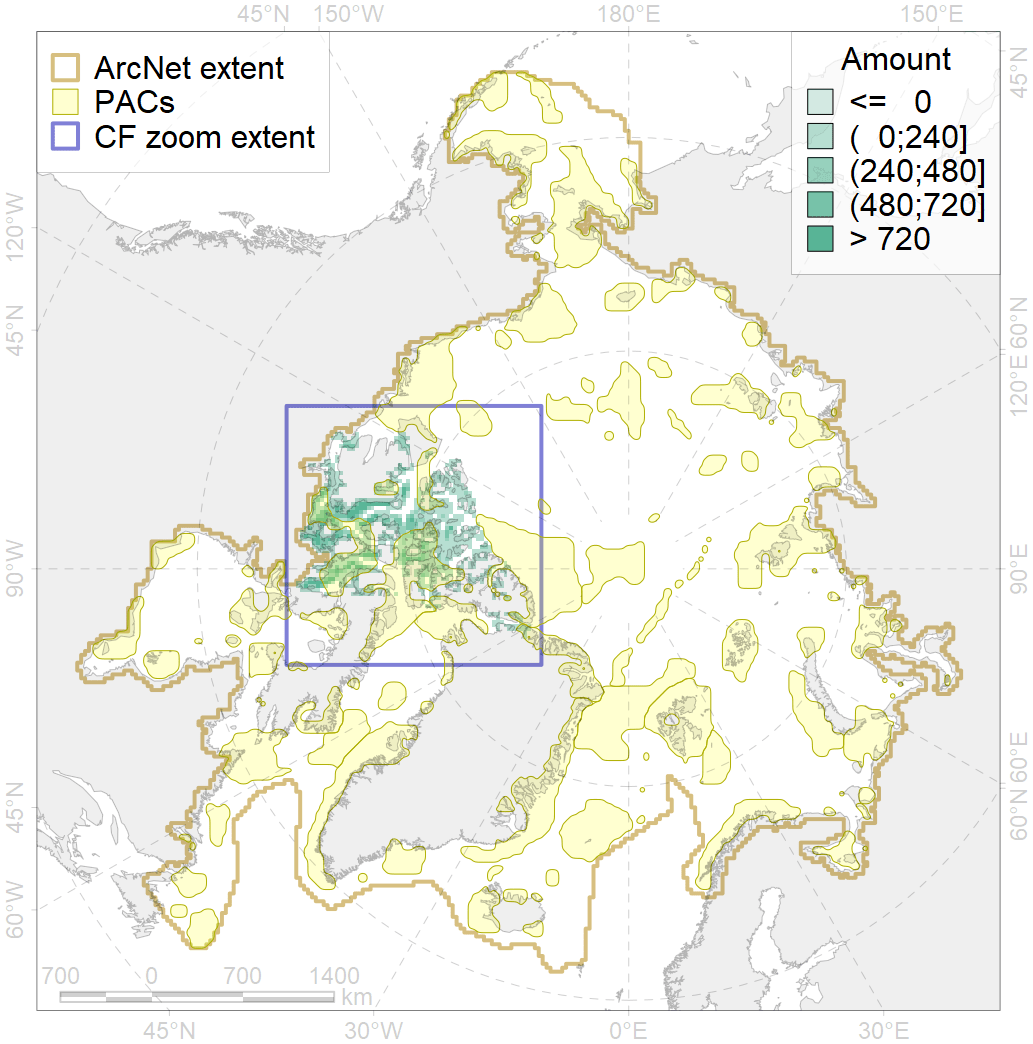 45°N 150°W 180°E 150°E
ArcNet extent
PACs
CF zoom extent
Amount
<= 0
( 0;240]
(240;480]
(480;720]
> 720
45°N
120°W
45°N
60°N
120°E
90°W
90°E
60°E
45°N
60°N
60°W
700 0 700 1400
km
45°N 30°W 0°E 30°E